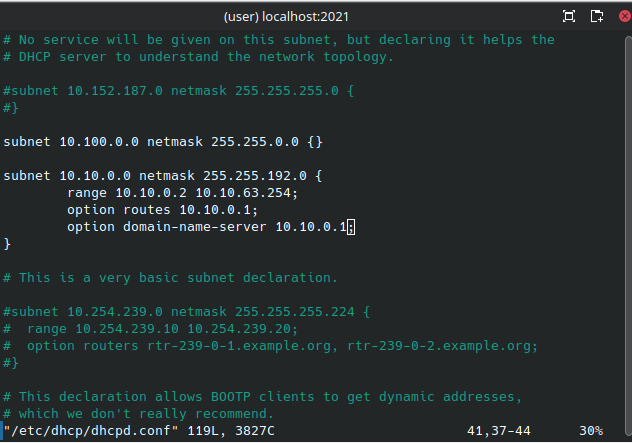 (user) localhost:2021
# No service will be given on this subnet, but declaring it helps the
# DHCP server to understand the network topology.
#subnet 10.152.187.0 netmask 255.255.255.0 {
#}
subnet 10.100.0.0 netmask 255.255.0.0 {}
subnet 10.10.0.0 netmask 255.255.192.0 {
        range 10.10.0.2 10.10.63.254;
        option routes 10.10.0.1;
        option domain-name-server 10.10.0.1;
}
# This is a very basic subnet declaration.
#subnet 10.254.239.0 netmask 255.255.255.224 {
#  range 10.254.239.10 10.254.239.20;
#  option routers rtr-239-0-1.example.org, rtr-239-0-2.example.org;
#}
# This declaration allows BOOTP clients to get dynamic addresses,
# which we don't really recommend.
"/etc/dhcp/dhcpd.conf" 119L, 3827C 41,37-44 30%